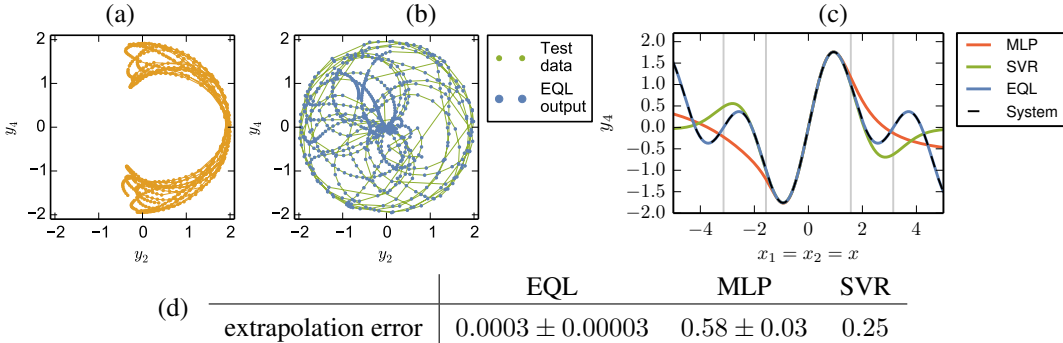 (a)
(b)
(c)
2
1
0
−1
−2
y4
−2 −1 0 1 2
y2
2
1
0
−1
−2
y4
−2 −1 0 1 2
y2
Test data
EQL output
2.0
1.5
1.0
0.5
0.0
−0.5
−1.0
−1.5
−2.0
y4
−4 −2 0 2 4
x1 = x2 = x
MLP
SVR
EQL
System
(d)
EQL MLP SVR
extrapolation error 0.0003 ± 0.00003 0.58 ± 0.03 0.25